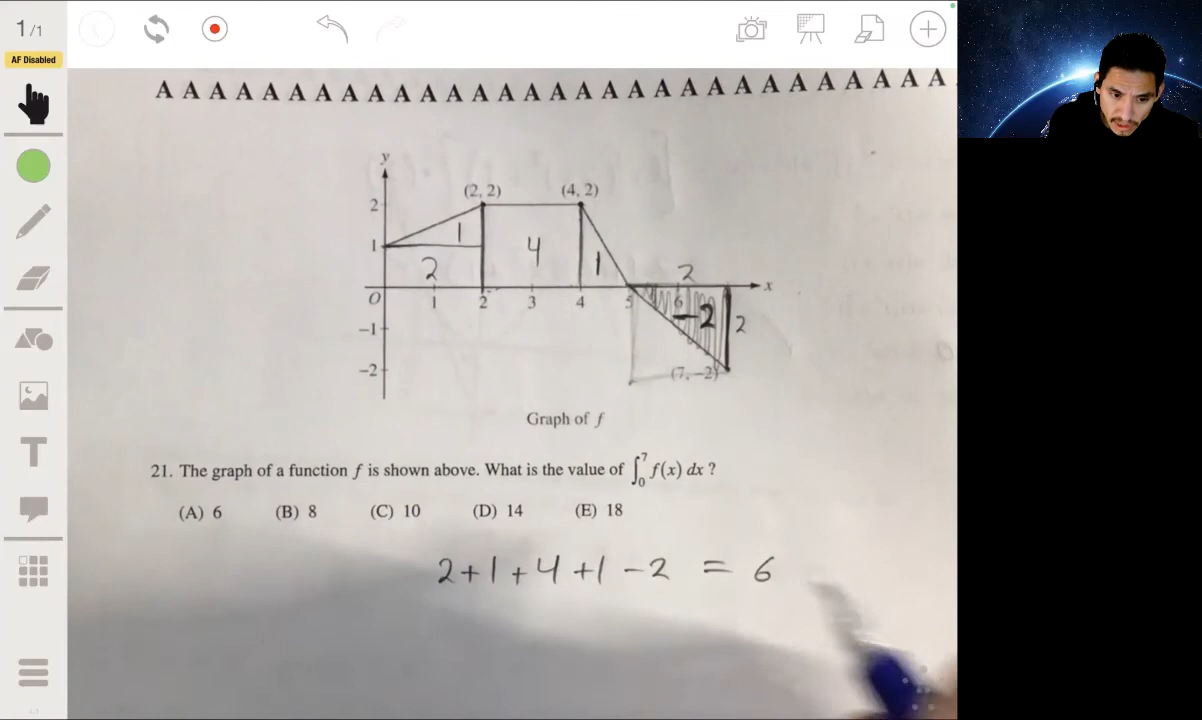 1/1
AF Disabled
A A A A A A A A A A A A A A A A A A A A A A A A A A A A A A
y
(2, 2) (4, 2)
2
1 1 4 1
2 2
O 1 2 3 4 5 6 x
-1 -2 2
-2 (7, -2)
Graph of f
21. The graph of a function f is shown above. What is the value of ∫₀⁷ f(x) dx ?
(A) 6 (B) 8 (C) 10 (D) 14 (E) 18
2+1+4+1-2 = 6
T